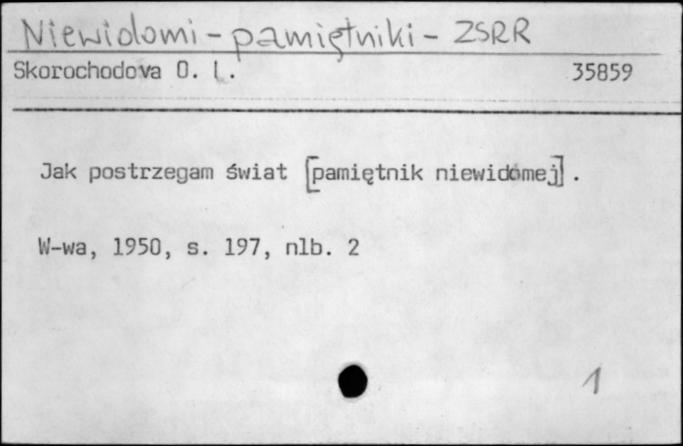 Niewidomi - pamiętniki - ZSRR
Skorochodova O. I. 35859
Jak postrzegam świat [pamiętnik niewidomej].
W-wa, 1950, s. 197, nlb. 2
1